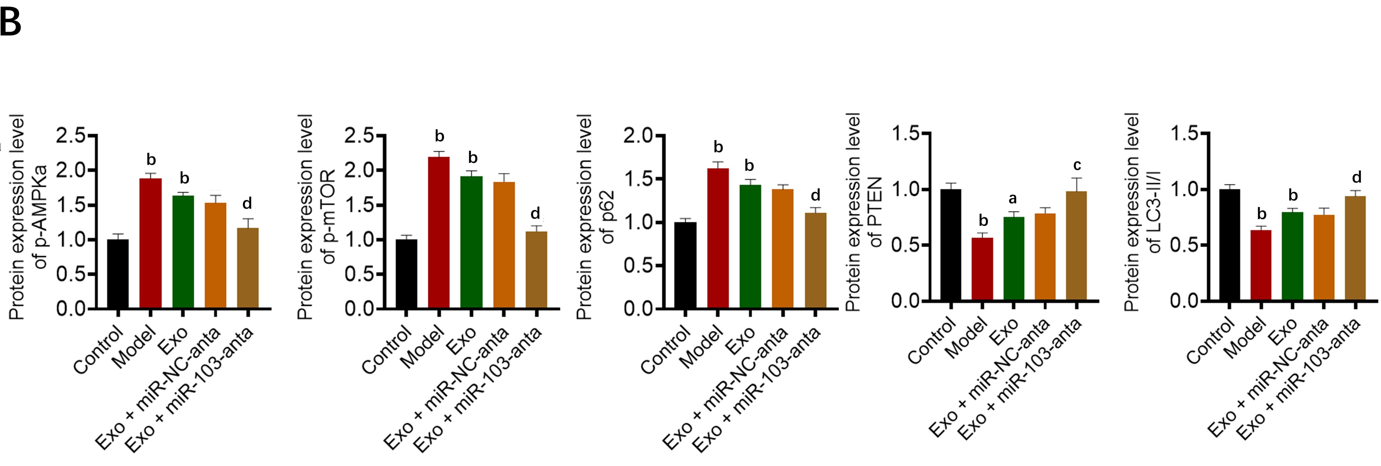 B
Protein expression level
of p-AMPKa
2.5
2.0
1.5
1.0
0.5
0.0
b
b
d
Control
Model
Exo
Exo + miR-NC-anta
Exo + miR-103-anta
Protein expression level
of p-mTOR
2.5
2.0
1.5
1.0
0.5
0.0
b
b
d
Control
Model
Exo
Exo + miR-NC-anta
Exo + miR-103-anta
Protein expression level
of p62
2.0
1.5
1.0
0.5
0.0
b
b
d
Control
Model
Exo
Exo + miR-NC-anta
Exo + miR-103-anta
Protein expression level
of PTEN
1.5
1.0
0.5
0.0
b
a
c
Control
Model
Exo
Exo + miR-NC-anta
Exo + miR-103-anta
Protein expression level
of LC3-II/I
1.5
1.0
0.5
0.0
b
b
d
Control
Model
Exo
Exo + miR-NC-anta
Exo + miR-103-anta